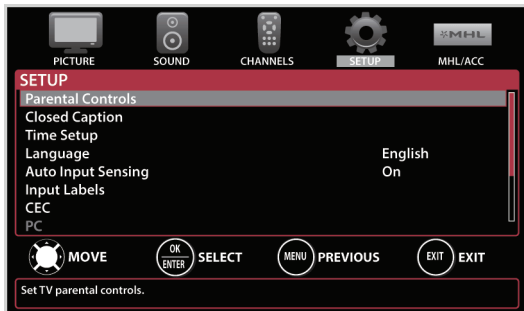 MHL
PICTURE SOUND CHANNELS SETUP MHL/ACC
SETUP
Parental Controls
Closed Caption
Time Setup
Language English
Auto Input Sensing On
Input Labels
CEC
PC
MOVE OK ENTER SELECT MENU PREVIOUS EXIT EXIT
Set TV parental controls.